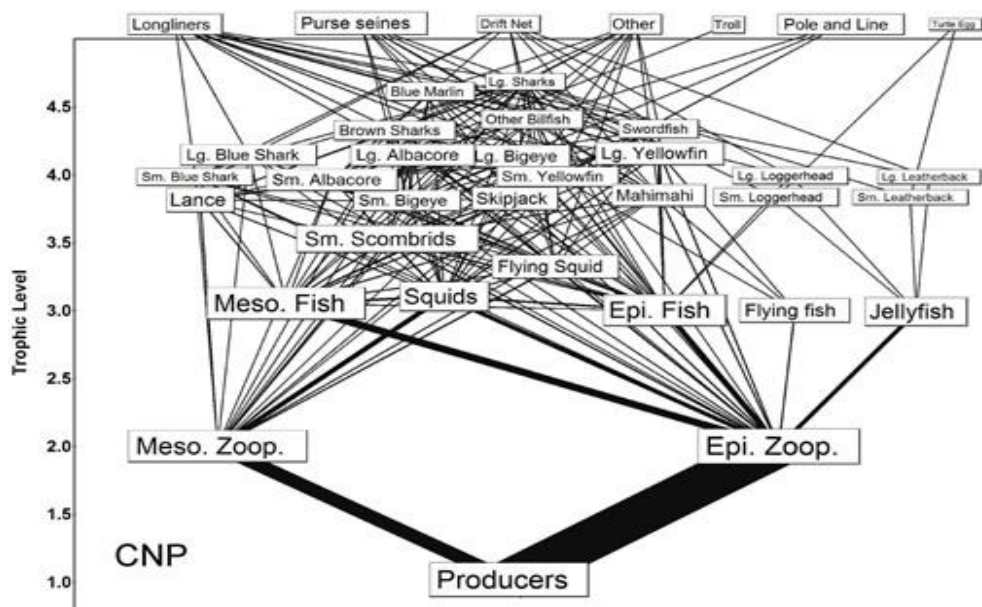 Longliners
Purse seines
Drift Net
Other
Troll
Pole and Line
Turtle Egg
Lg. Sharks
Blue Marlin
4.5
Other Billfish
Swordfish
Brown Sharks
Lg. Blue Shark
Lg. Albacore
Lg. Bigeye
Lg. Yellowfin
4.0
Sm. Blue Shark
Sm. Albacore
Sm. Yellowfin
Lg. Loggerhead
Lg. Leatherback
Lance
Sm. Bigeye
Skipjack
Mahimahi
Sm. Loggerhead
Sm. Leatherback
3.5
Sm. Scombrids
Flying Squid
Meso. Fish
Squids
Epi. Fish
Flying fish
Jellyfish
3.0
Trophic Level
2.5
2.0
Meso. Zoop.
Epi. Zoop.
1.5
CNP
1.0
Producers